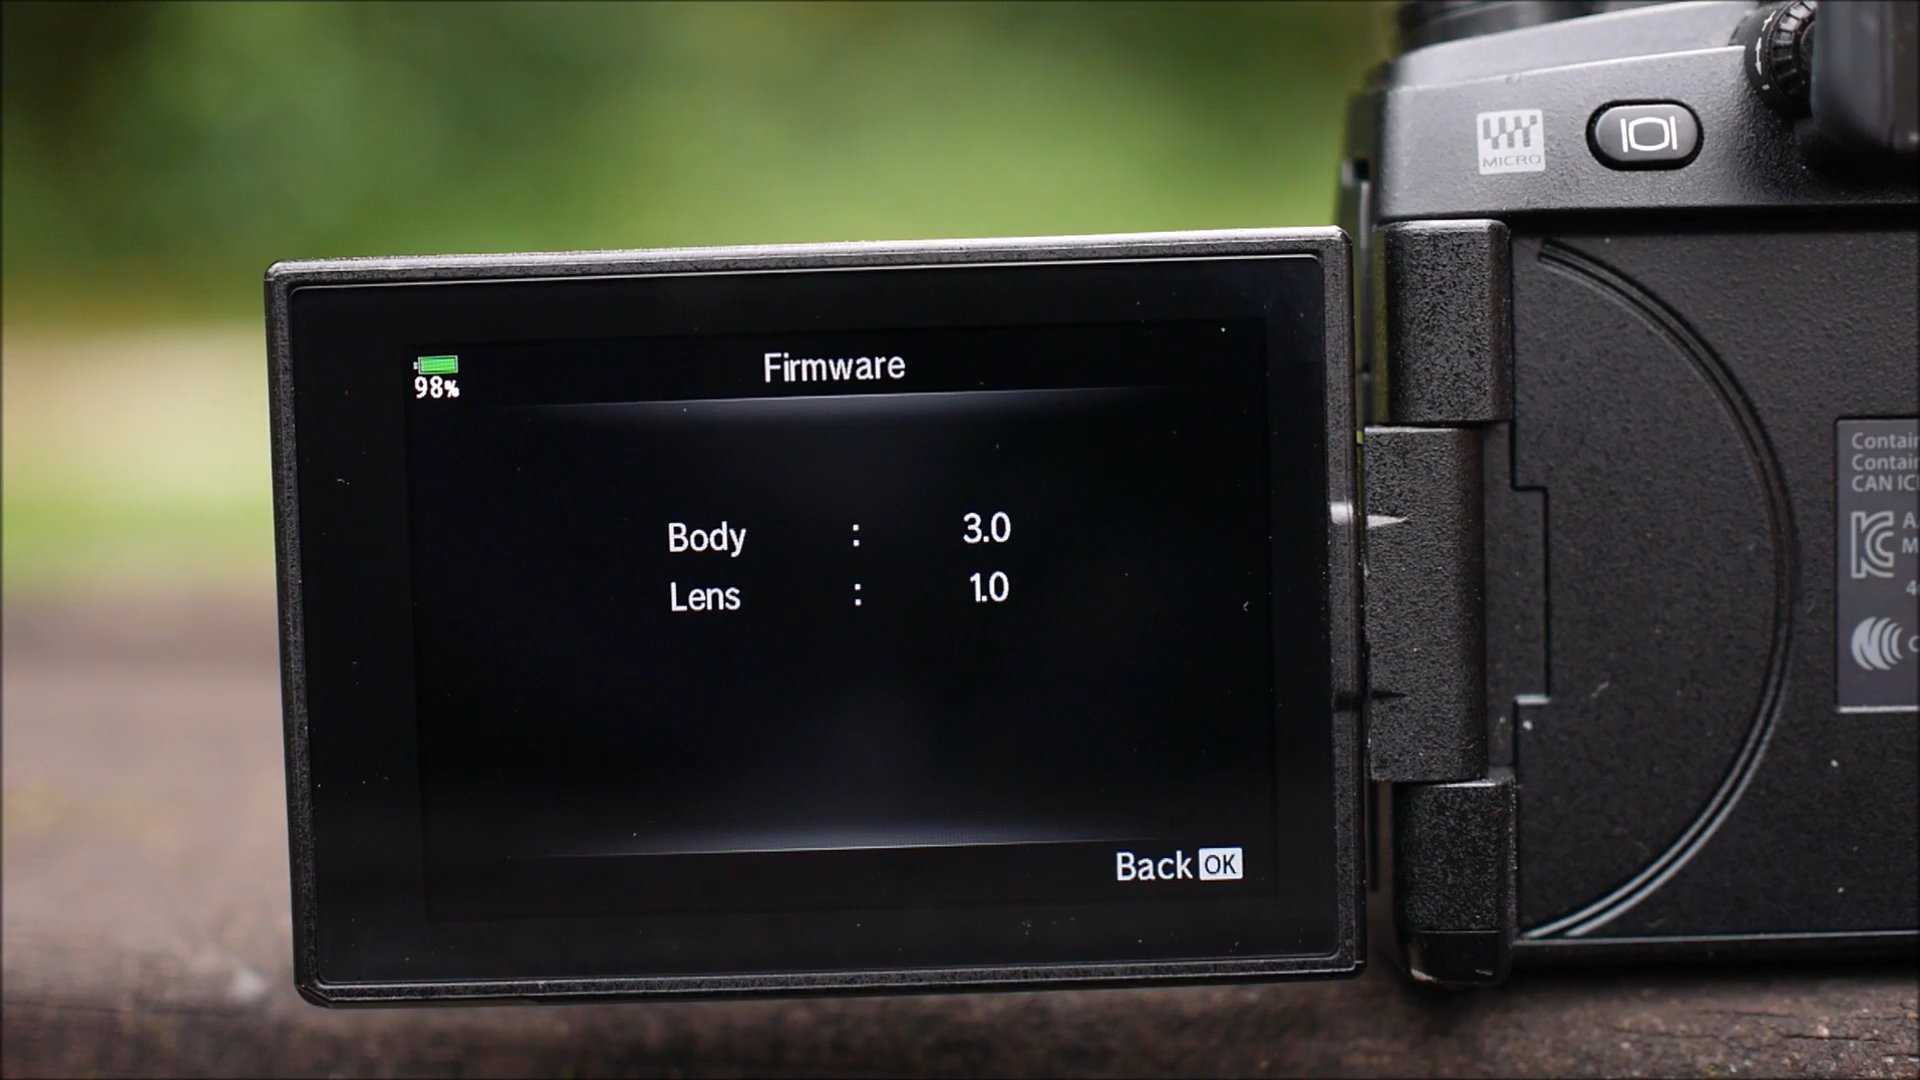 MICRO
98%
Firmware
Body : 3.0
Lens : 1.0
Back OK
Contain
Contain
CAN IC